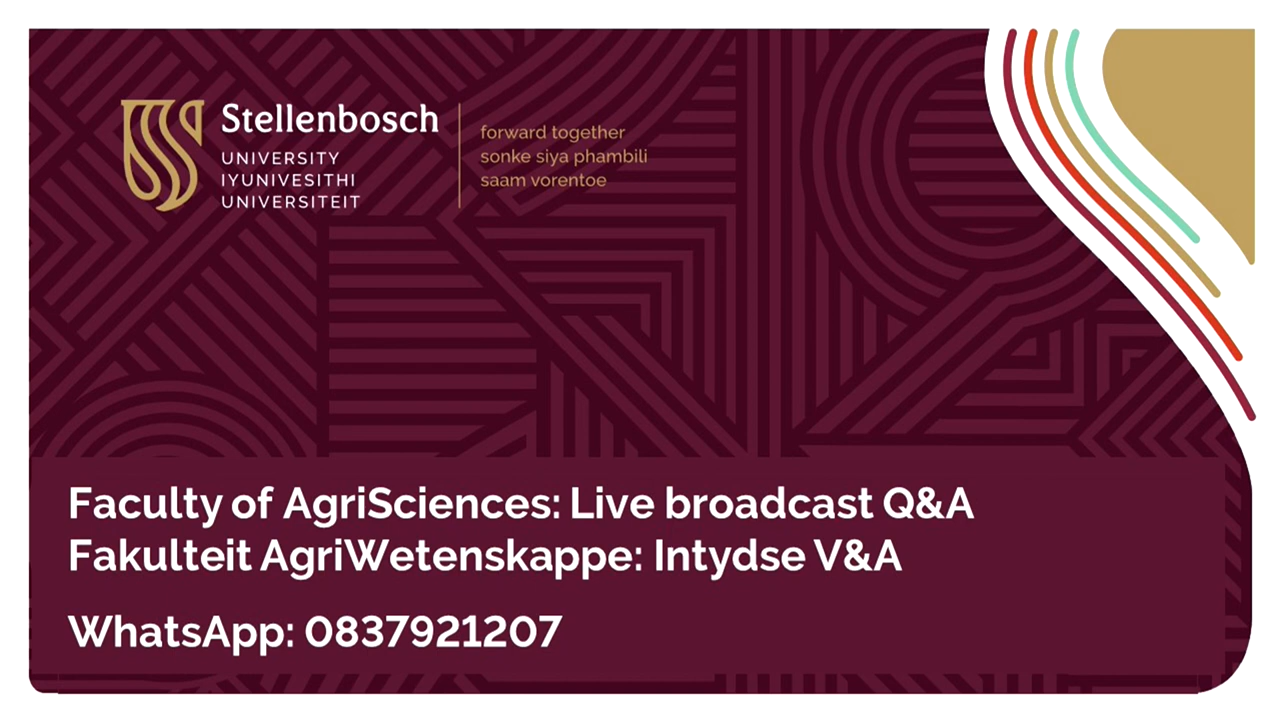 Stellenbosch
UNIVERSITY
IYUNIVESITHI
UNIVERSITEIT
forward together
sonke siya phambili
saam vorentoe
Faculty of AgriSciences: Live broadcast Q&A
Fakulteit AgriWetenskappe: Intydse V&A
WhatsApp: 0837921207